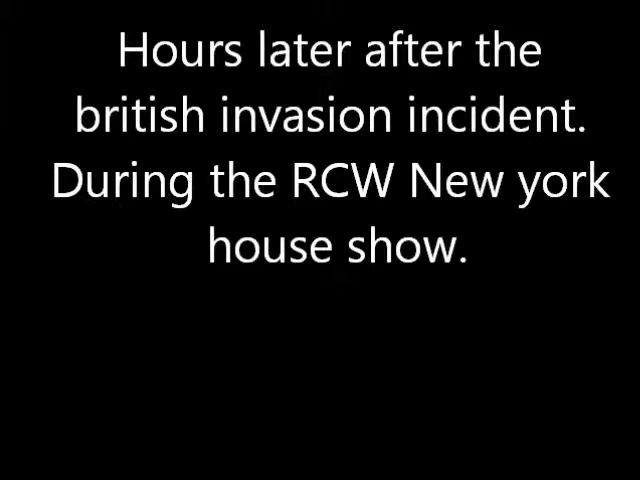 Hours later after the
british invasion incident.
During the RCW New york
house show.